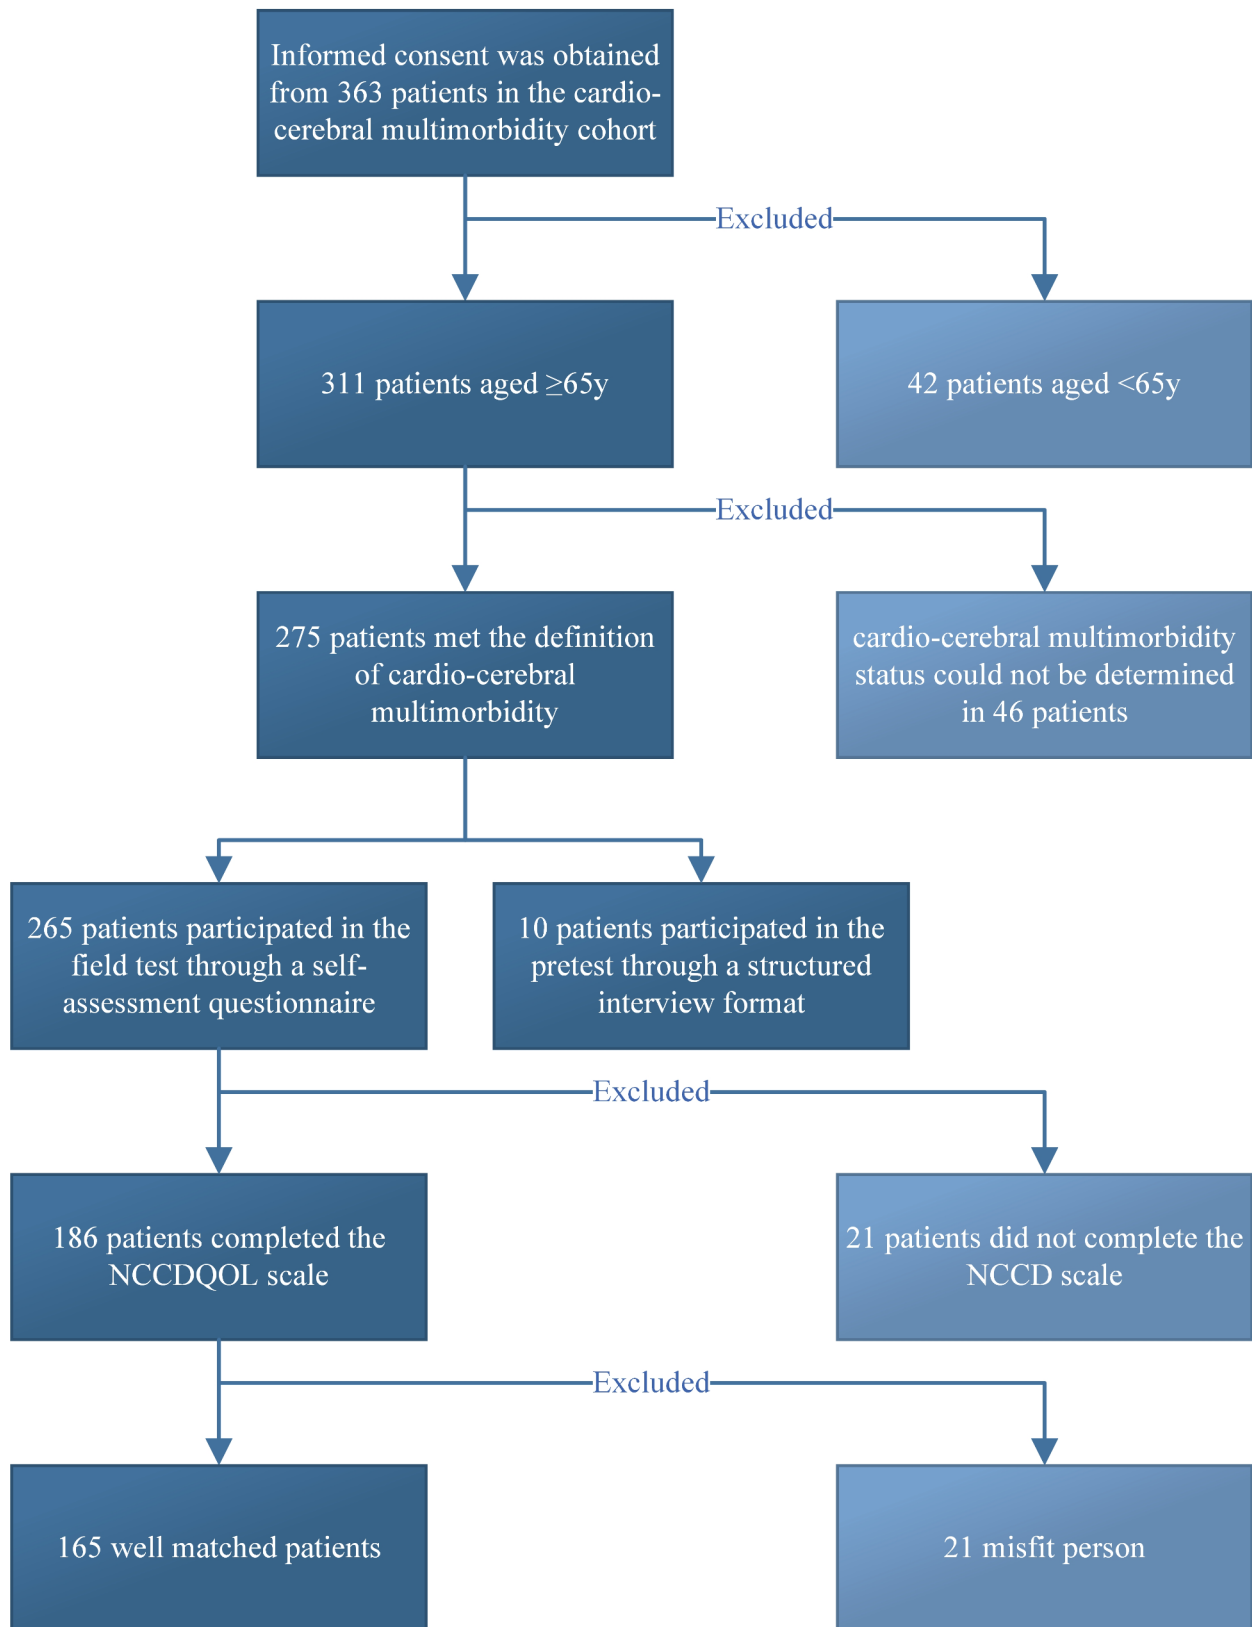 Informed consent was obtained
from 363 patients in the cardio-
cerebral multimorbidity cohort
Excluded
311 patients aged ≥65y
42 patients aged <65y
Excluded
275 patients met the definition
of cardio-cerebral
multimorbidity
cardio-cerebral multimorbidity
status could not be determined
in 46 patients
265 patients participated in the
field test through a self-
assessment questionnaire
10 patients participated in the
pretest through a structured
interview format
Excluded
186 patients completed the
NCCDQOL scale
21 patients did not complete the
NCCD scale
Excluded
165 well matched patients
21 misfit person